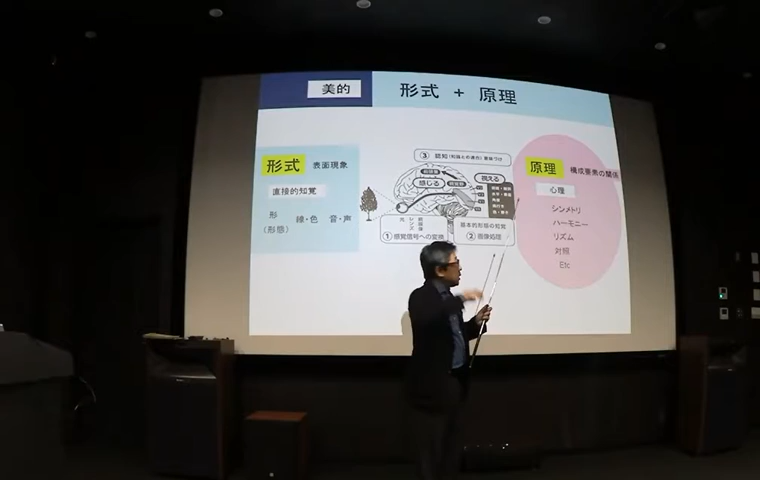 美的
形式 + 原理
形式 表面現象
直接的知覚
形 線・色 音・声
(形態)
③ 認知
感じる
視える
① 感覚信号への変換
基本的形態の知覚
② 画像処理
原理 構成要素の関係
心理
シンメトリ
ハーモニー
リズム
対照
Etc